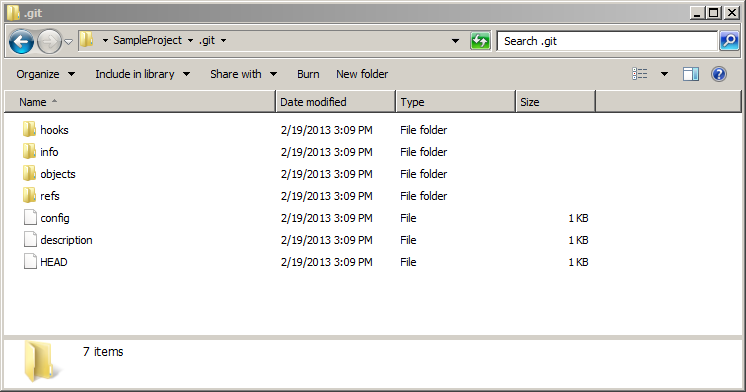 .git
SampleProject .git
Search .git
Organize Include in library Share with Burn New folder
Name Date modified Type Size
hooks 2/19/2013 3:09 PM File folder
info 2/19/2013 3:09 PM File folder
objects 2/19/2013 3:09 PM File folder
refs 2/19/2013 3:09 PM File folder
config 2/19/2013 3:09 PM File 1 KB
description 2/19/2013 3:09 PM File 1 KB
HEAD 2/19/2013 3:09 PM File 1 KB
7 items